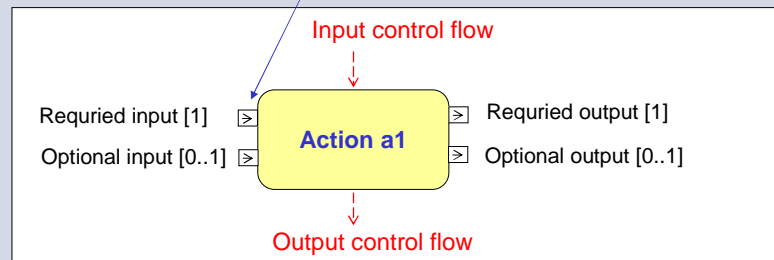 Input control flow
Requried input [1]
Requried output [1]
Action a1
Optional input [0..1]
Optional output [0..1]
Output control flow